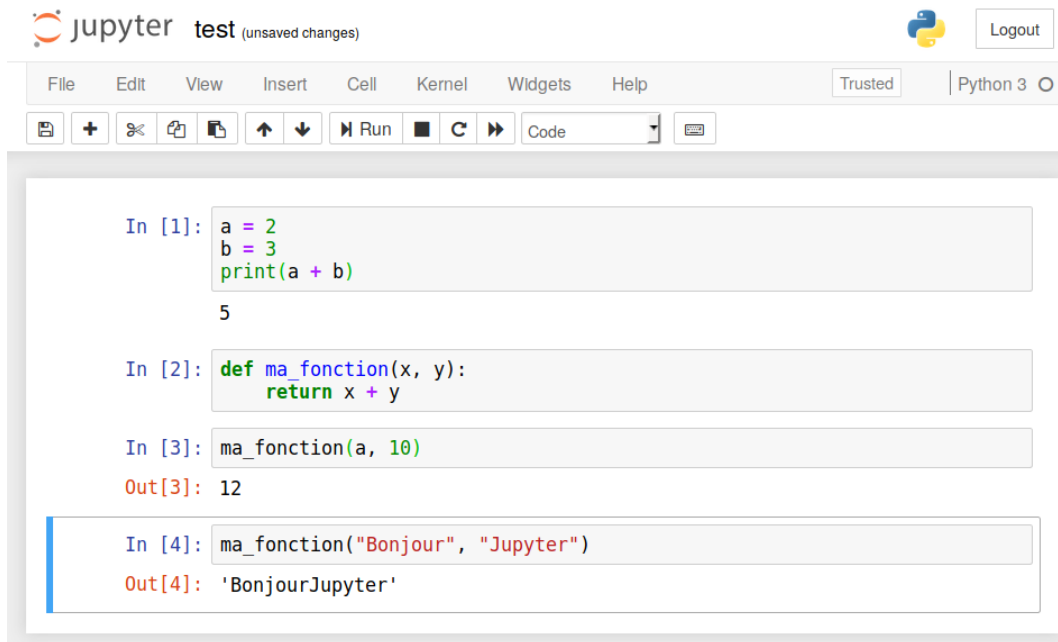 jupyter test (unsaved changes) Logout
File Edit View Insert Cell Kernel Widgets Help Trusted Python 3
Run Code
In [1]: a = 2
b = 3
print(a + b)
5
In [2]: def ma_fonction(x, y):
return x + y
In [3]: ma_fonction(a, 10)
Out[3]: 12
In [4]: ma_fonction("Bonjour", "Jupyter")
Out[4]: 'BonjourJupyter'